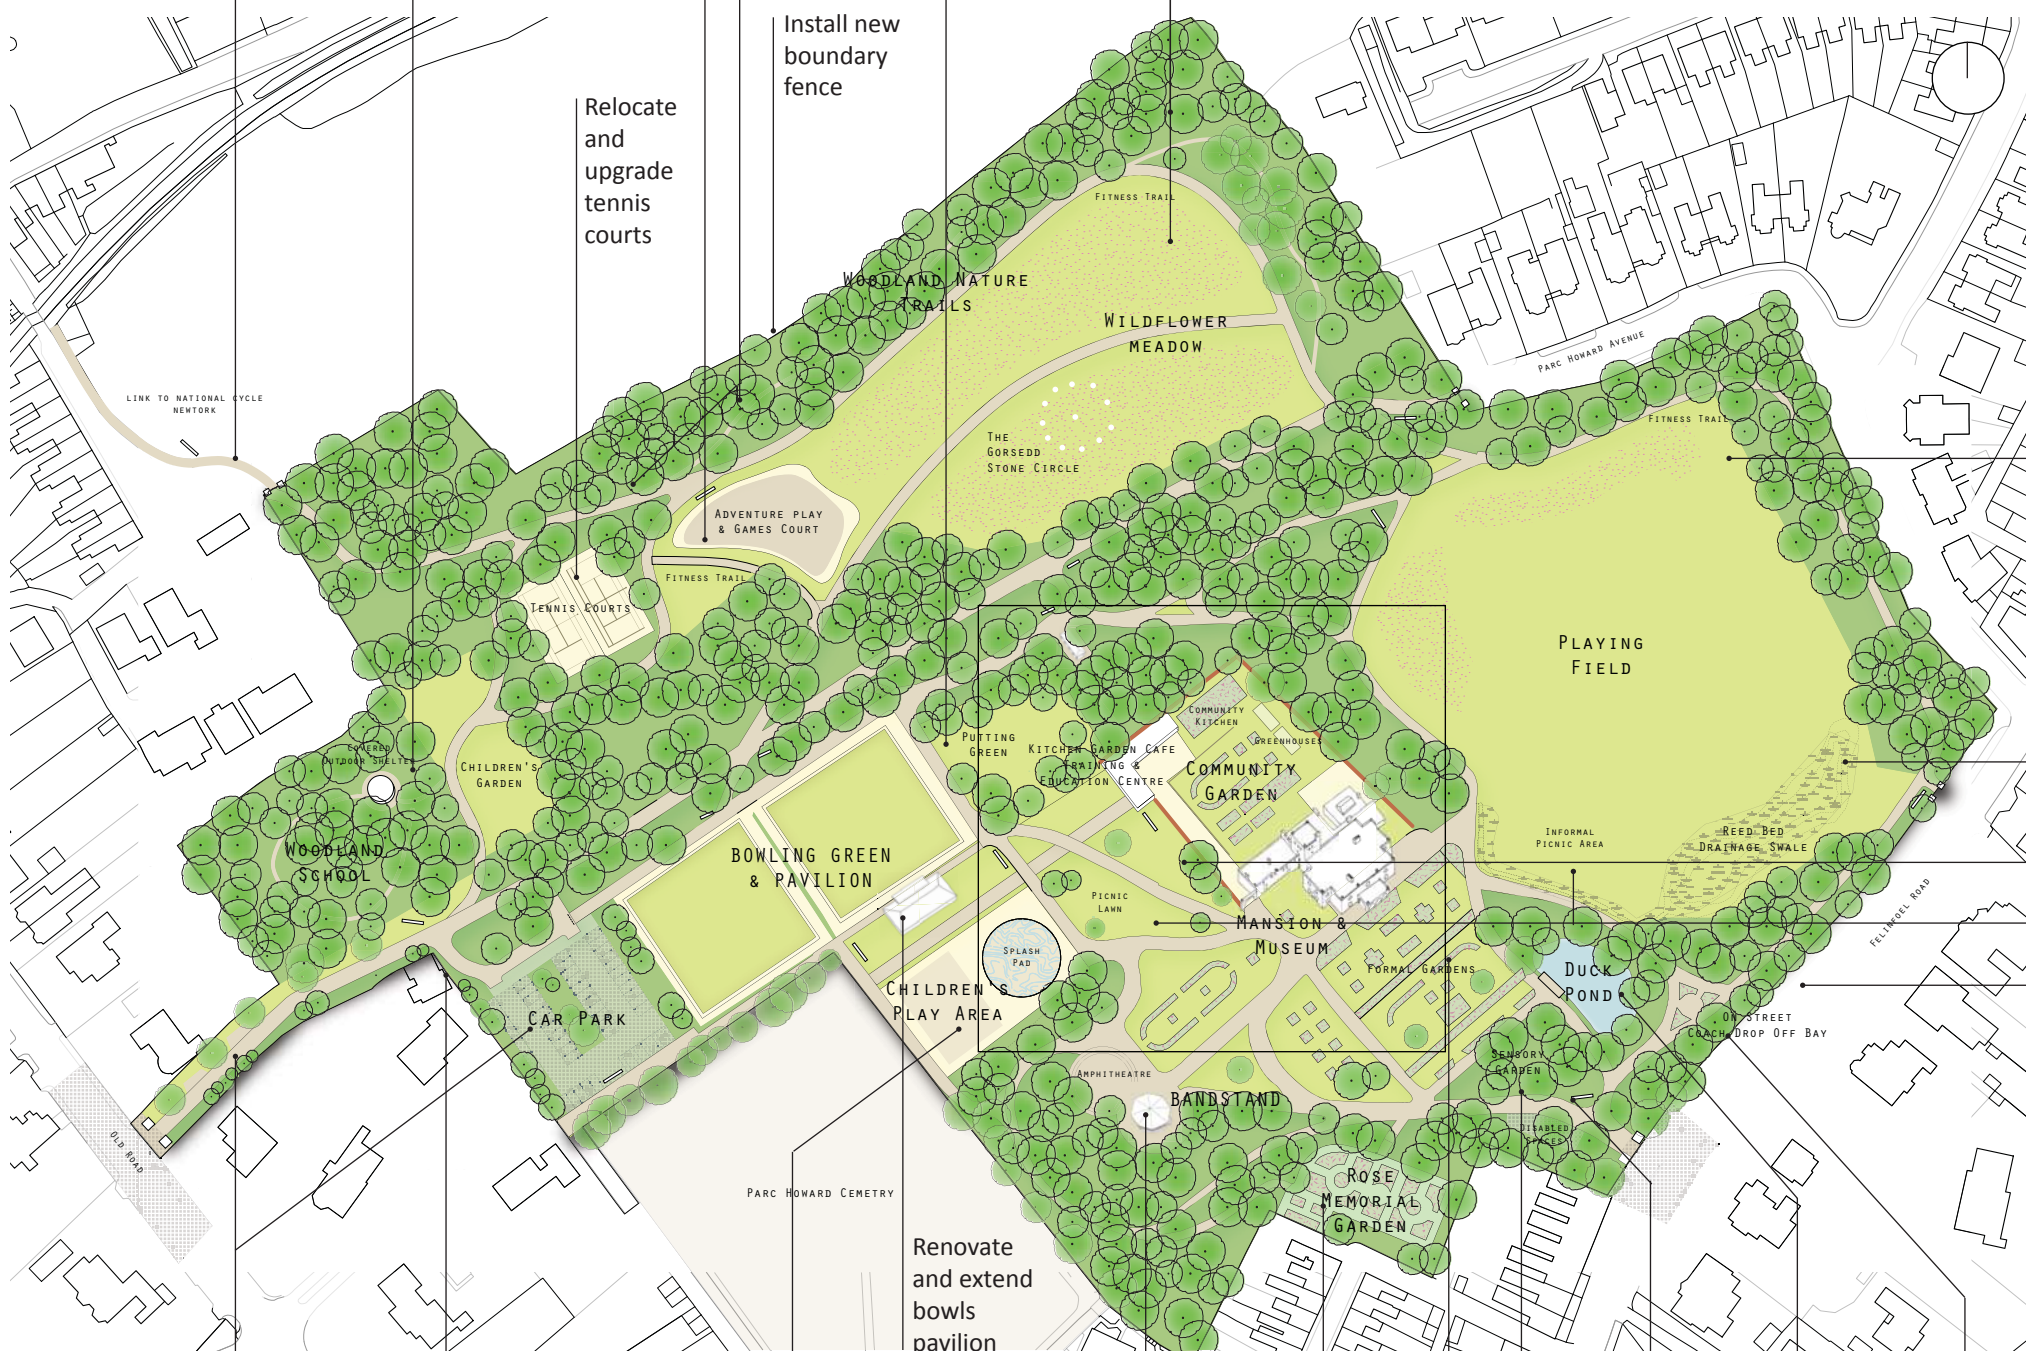 Install new
boundary
fence
Relocate
and
upgrade
tennis
courts
Fitness Trail
Woodland Nature
Trails
Wildflower
meadow
Parc Howard Avenue
link to national cycle
newtork
Fitness Trail
The
Gorsedd
Stone Circle
Adventure play
& Games Court
Fitness Trail
Tennis Courts
Playing
Field
Community
Kitchen
Putting
Green
Greenhouses
Kitchen Garden Cafe
Training &
Education Centre
Covered
Outdoor Shelter
Children's
Garden
Community
Garden
Informal
Picnic Area
Reed Bed
Drainage Swale
Woodland
School
BOWLING GREEN
& PAVILION
Picnic
Lawn
Felinfoel Road
Mansion &
Museum
Splash
Pad
Formal Gardens
Duck
Pond
Children's
Play Area
Car Park
On Street
Coach Drop Off Bay
Sensory
Garden
Amphitheatre
BANDSTAND
Disabled
Spaces
Old Road
Rose
Memorial
Garden
Parc Howard Cemetry
Renovate
and extend
bowls
pavilion